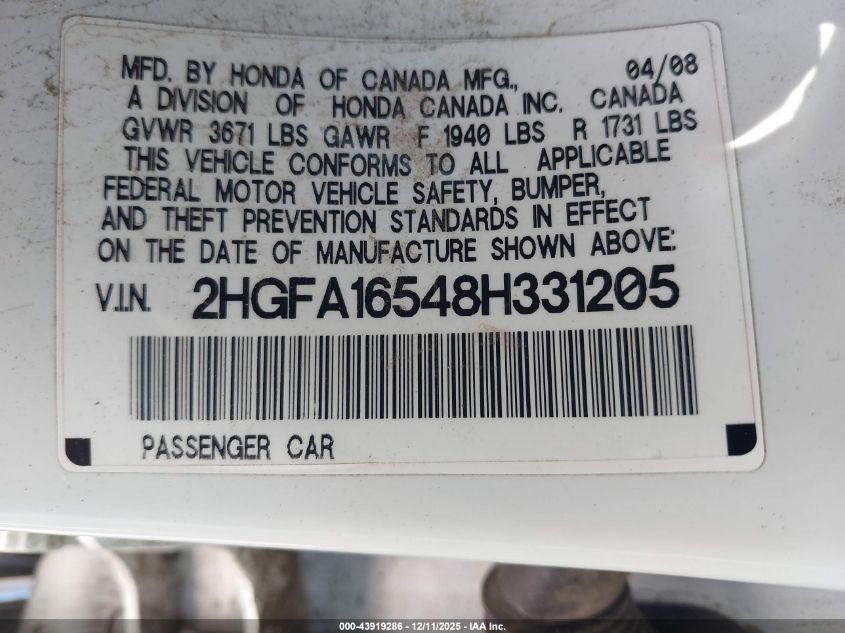 MFD. BY HONDA OF CANADA MFG., 04/08
A DIVISION OF HONDA CANADA INC. CANADA
GVWR 3671 LBS GAWR F 1940 LBS R 1731 LBS
THIS VEHICLE CONFORMS TO ALL APPLICABLE
FEDERAL MOTOR VEHICLE SAFETY, BUMPER,
AND THEFT PREVENTION STANDARDS IN EFFECT
ON THE DATE OF MANUFACTURE SHOWN ABOVE:
V.I.N. 2HGFA16548H331205
PASSENGER CAR
000-43919286 - 12/11/2025 - IAA, Inc.